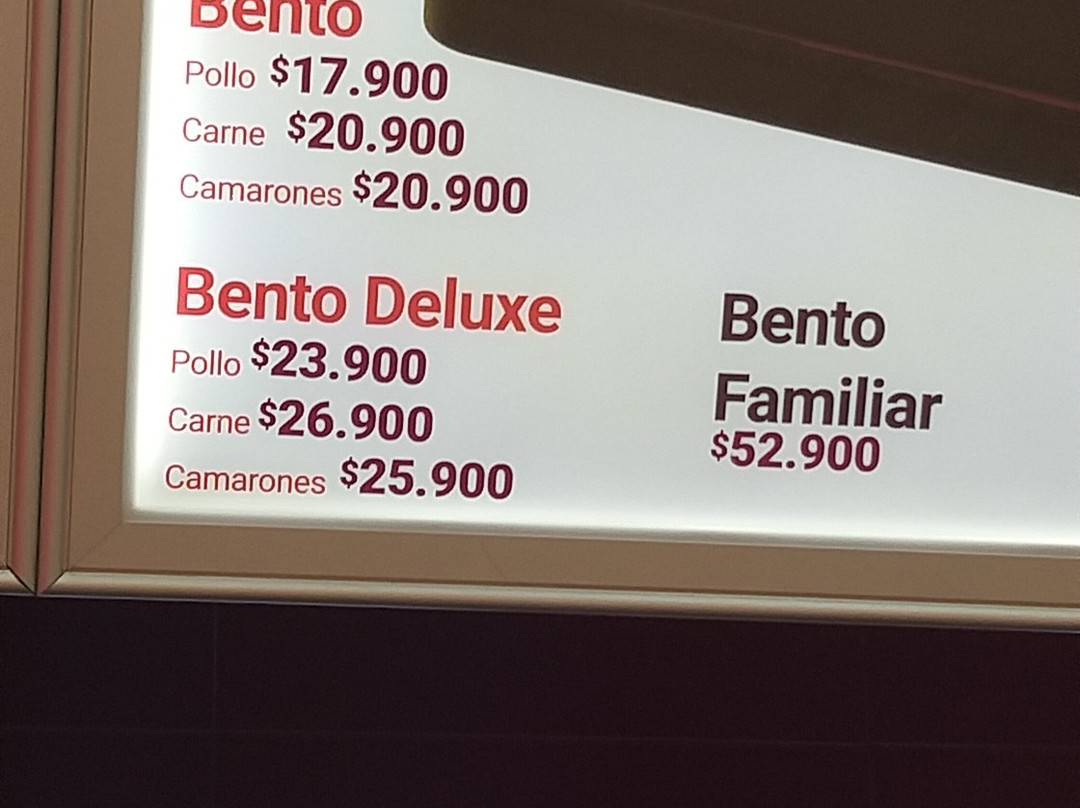 Bento
Pollo $17.900
Carne $20.900
Camarones $20.900
Bento Deluxe
Pollo $23.900
Carne $26.900
Camarones $25.900
Bento
Familiar
$52.900